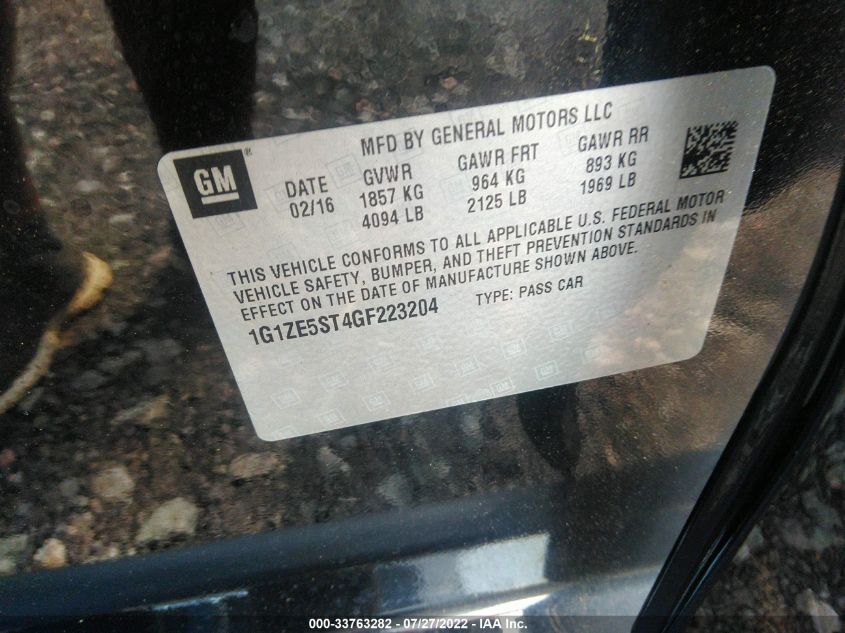 MFD BY GENERAL MOTORS LLC
GM®
DATE GVWR GAWR FRT GAWR RR
02/16 1857 KG 964 KG 893 KG
4094 LB 2125 LB 1969 LB
THIS VEHICLE CONFORMS TO ALL APPLICABLE U.S. FEDERAL MOTOR
VEHICLE SAFETY, BUMPER, AND THEFT PREVENTION STANDARDS IN
EFFECT ON THE DATE OF MANUFACTURE SHOWN ABOVE.
1G1ZE5ST4GF223204 TYPE: PASS CAR
000-33763282 - 07/27/2022 - IAA Inc.